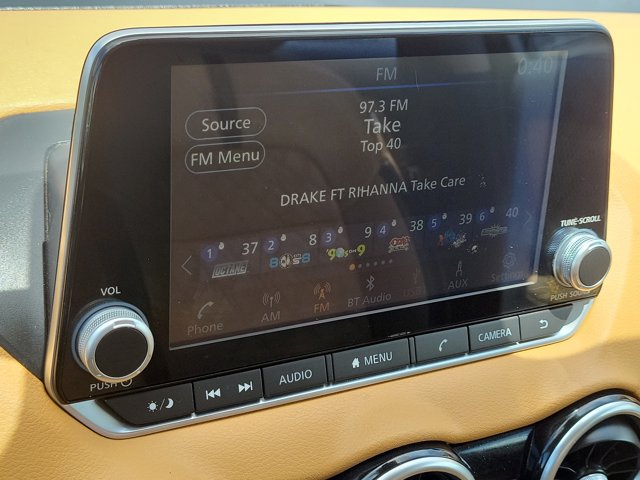 FM
0:40
97.3 FM
Source
Take
FM Menu
Top 40
DRAKE FT RIHANNA Take Care
1 37 2 8 3 9 4 38 5 39 6 40
OCTANE
Phone
AM
FM
BT Audio
AUX
Settings
TUNE·SCROLL
PUSH SOUND
VOL
PUSH
AUDIO
MENU
CAMERA